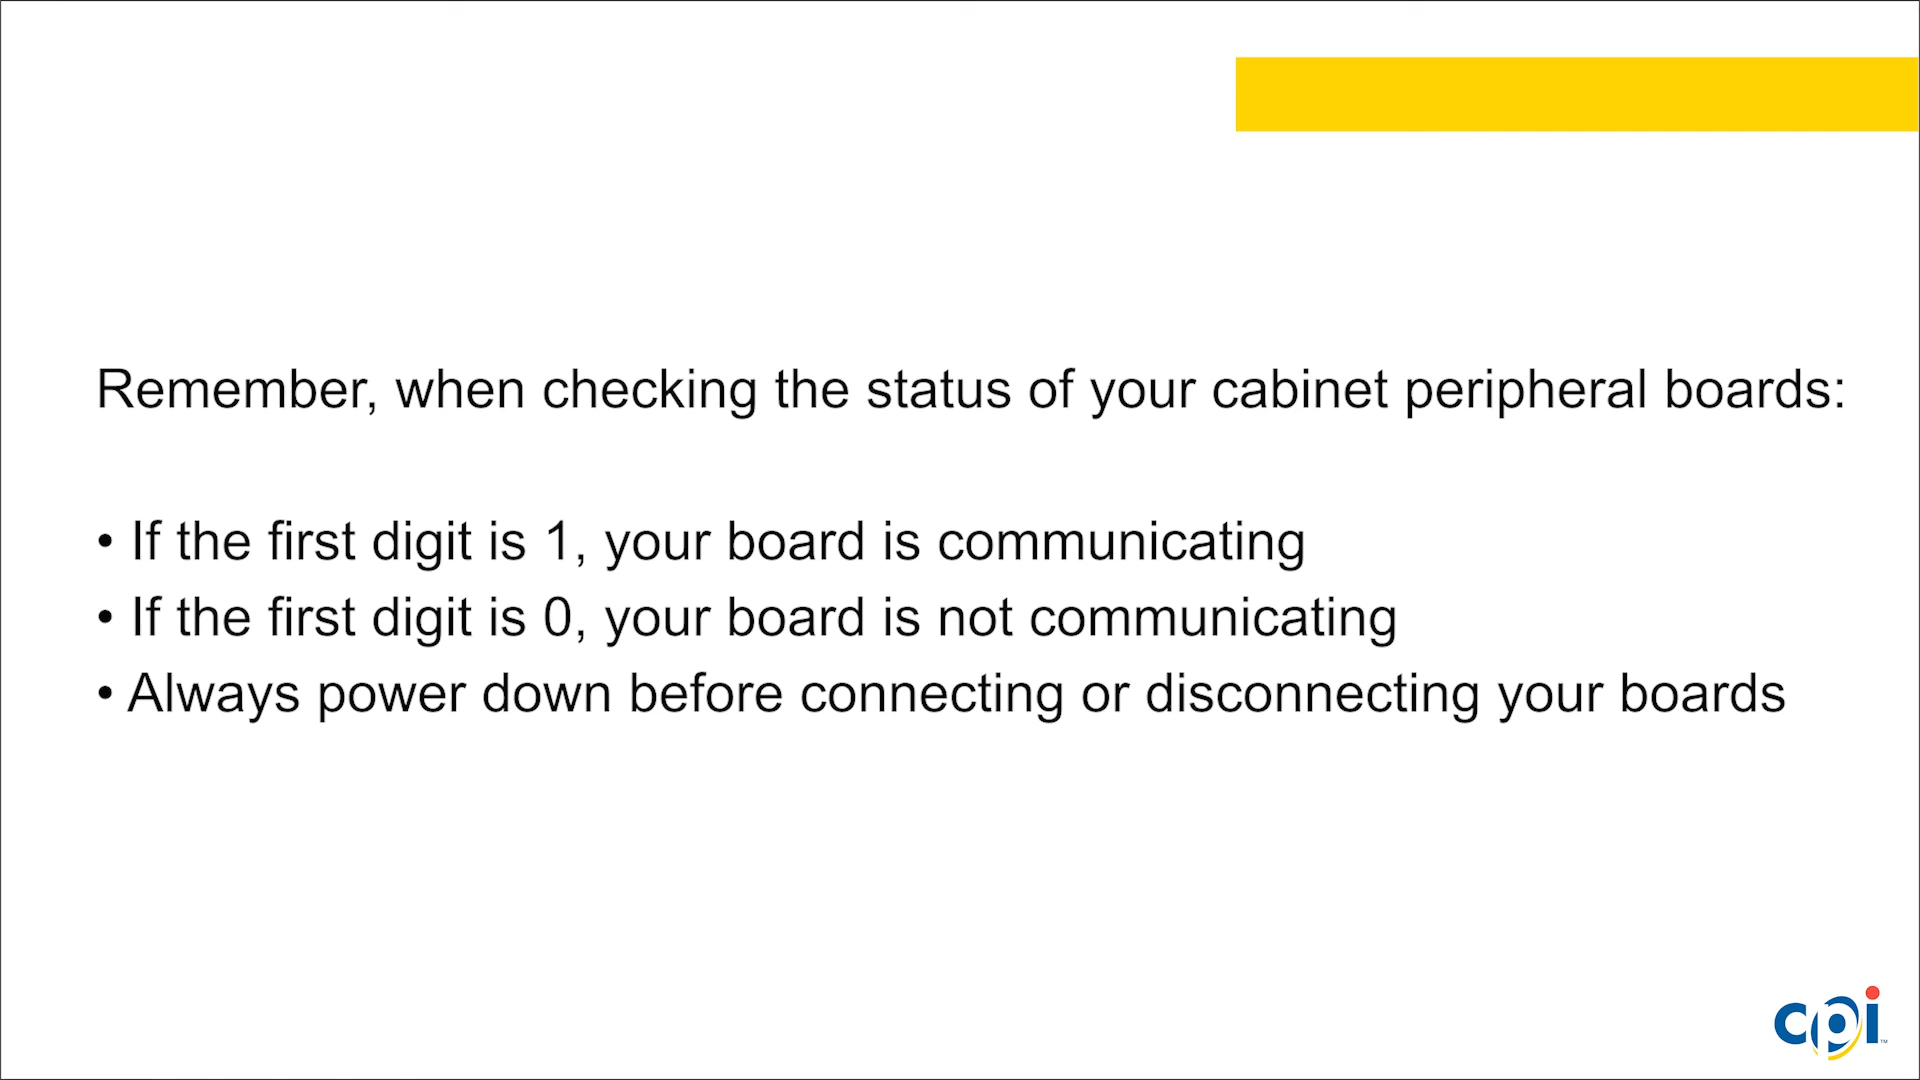 Remember, when checking the status of your cabinet peripheral boards:
• If the first digit is 1, your board is communicating
• If the first digit is 0, your board is not communicating
• Always power down before connecting or disconnecting your boards
cpi™